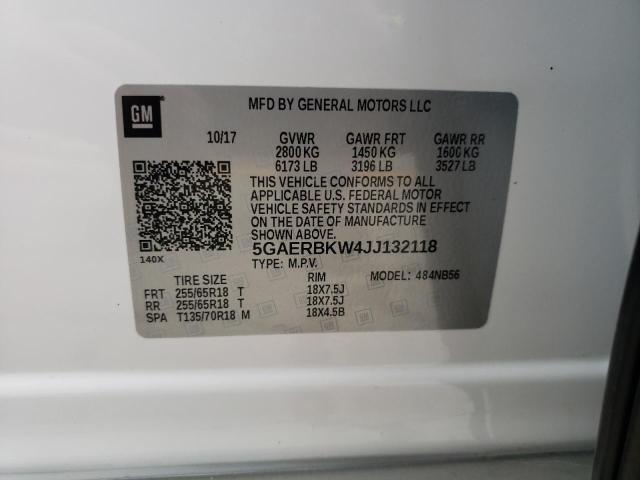 GM
MFD BY GENERAL MOTORS LLC
10/17 GVWR GAWR FRT GAWR RR
2800 KG 1450 KG 1600 KG
6173 LB 3196 LB 3527 LB
THIS VEHICLE CONFORMS TO ALL
APPLICABLE U.S. FEDERAL MOTOR
VEHICLE SAFETY STANDARDS IN EFFECT
ON THE DATE OF MANUFACTURE
SHOWN ABOVE.
5GAERBKW4JJ132118
140X TYPE: M.P.V. MODEL: 484NB56
TIRE SIZE RIM
FRT 255/65R18 T 18X7.5J
RR 255/65R18 T 18X7.5J
SPA T135/70R18 M 18X4.5B